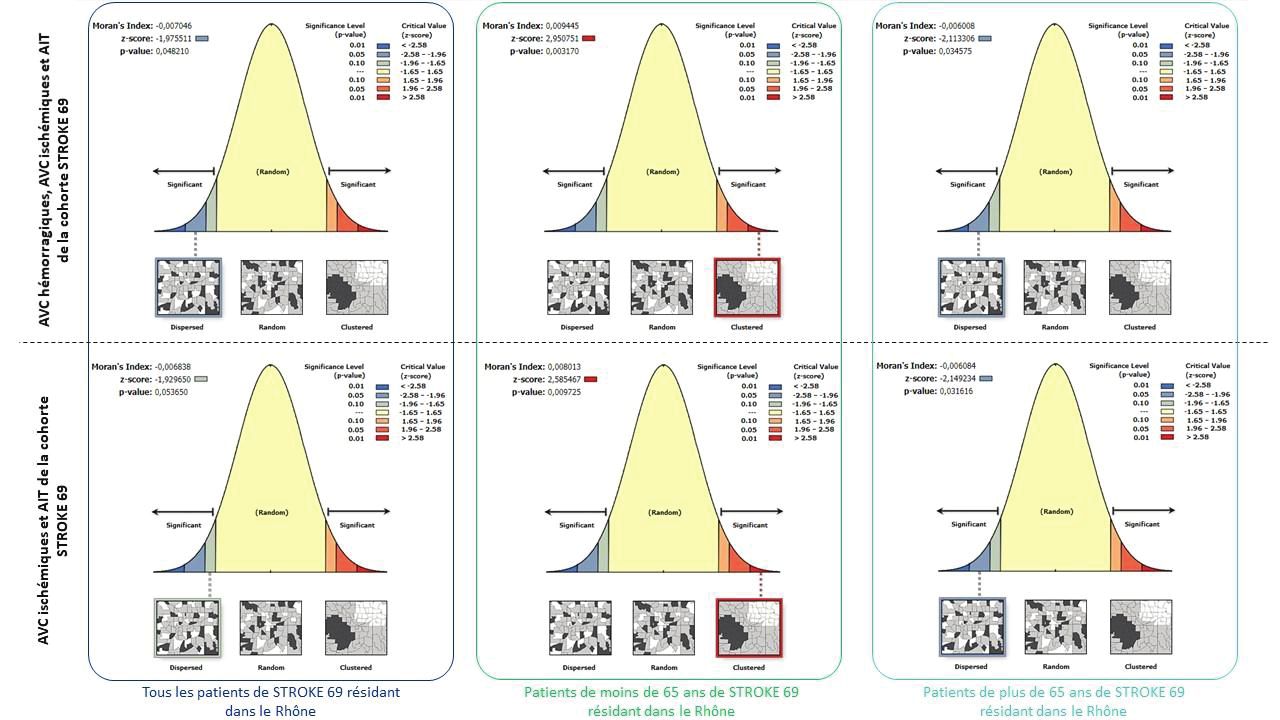 AVC hémorragiques, AVC ischémiques et AIT
de la cohorte STROKE 69
Moran's Index: -0,007046
z-score: -1,975511
p-value: 0,048210
Significance Level
(p-value)
Critical Value
(z-score)
0.01 < -2.58
0.05 -2.58 – -1.96
0.10 -1.96 – -1.65
--- -1.65 – 1.65
0.10 1.65 – 1.96
0.05 1.96 – 2.58
0.01 > 2.58
(Random)
Significant
Significant
Dispersed
Random
Clustered
Moran's Index: 0,009445
z-score: 2,950751
p-value: 0,003170
Significance Level
(p-value)
Critical Value
(z-score)
0.01 < -2.58
0.05 -2.58 – -1.96
0.10 -1.96 – -1.65
--- -1.65 – 1.65
0.10 1.65 – 1.96
0.05 1.96 – 2.58
0.01 > 2.58
(Random)
Significant
Significant
Dispersed
Random
Clustered
Moran's Index: -0,006008
z-score: -2,113306
p-value: 0,034575
Significance Level
(p-value)
Critical Value
(z-score)
0.01 < -2.58
0.05 -2.58 – -1.96
0.10 -1.96 – -1.65
--- -1.65 – 1.65
0.10 1.65 – 1.96
0.05 1.96 – 2.58
0.01 > 2.58
(Random)
Significant
Significant
Dispersed
Random
Clustered
AVC ischémiques et AIT de la cohorte
STROKE 69
Moran's Index: -0,006838
z-score: -1,929650
p-value: 0,053650
Significance Level
(p-value)
Critical Value
(z-score)
0.01 < -2.58
0.05 -2.58 – -1.96
0.10 -1.96 – -1.65
--- -1.65 – 1.65
0.10 1.65 – 1.96
0.05 1.96 – 2.58
0.01 > 2.58
(Random)
Significant
Significant
Dispersed
Random
Clustered
Moran's Index: 0,008013
z-score: 2,585467
p-value: 0,009725
Significance Level
(p-value)
Critical Value
(z-score)
0.01 < -2.58
0.05 -2.58 – -1.96
0.10 -1.96 – -1.65
--- -1.65 – 1.65
0.10 1.65 – 1.96
0.05 1.96 – 2.58
0.01 > 2.58
(Random)
Significant
Significant
Dispersed
Random
Clustered
Moran's Index: -0,006084
z-score: -2,149234
p-value: 0,031616
Significance Level
(p-value)
Critical Value
(z-score)
0.01 < -2.58
0.05 -2.58 – -1.96
0.10 -1.96 – -1.65
--- -1.65 – 1.65
0.10 1.65 – 1.96
0.05 1.96 – 2.58
0.01 > 2.58
(Random)
Significant
Significant
Dispersed
Random
Clustered
Tous les patients de STROKE 69 résidant
dans le Rhône
Patients de moins de 65 ans de STROKE 69
résidant dans le Rhône
Patients de plus de 65 ans de STROKE 69
résidant dans le Rhône